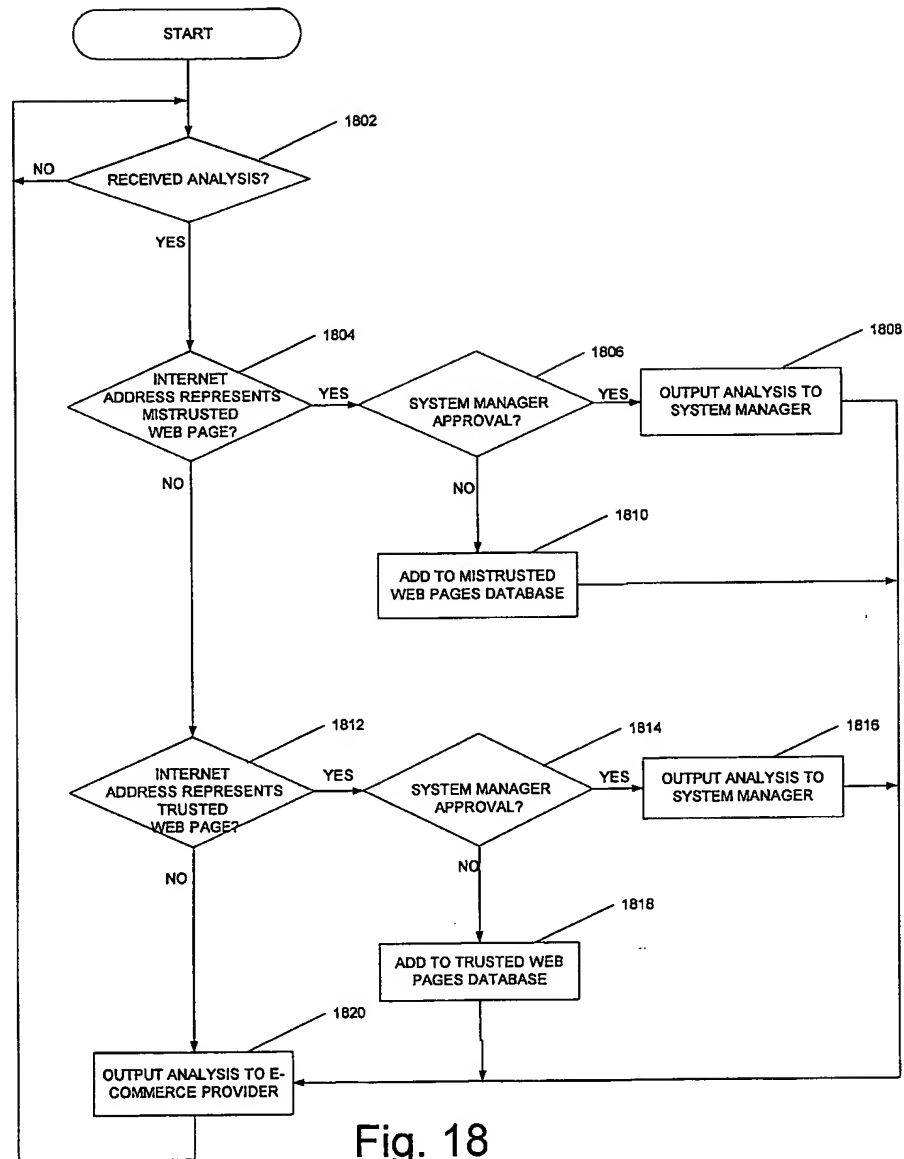 START
1802
NO
RECEIVED ANALYSIS?
YES
1804
INTERNET
ADDRESS REPRESENTS
MISTRUSTED
WEB PAGE?
YES
1806
SYSTEM MANAGER
APPROVAL?
YES
1808
OUTPUT ANALYSIS TO
SYSTEM MANAGER
NO
NO
1810
ADD TO MISTRUSTED
WEB PAGES DATABASE
1812
INTERNET
ADDRESS REPRESENTS
TRUSTED
WEB PAGE?
YES
1814
SYSTEM MANAGER
APPROVAL?
YES
1816
OUTPUT ANALYSIS TO
SYSTEM MANAGER
NO
NO
1818
ADD TO TRUSTED WEB
PAGES DATABASE
1820
OUTPUT ANALYSIS TO E-
COMMERCE PROVIDER
Fig. 18